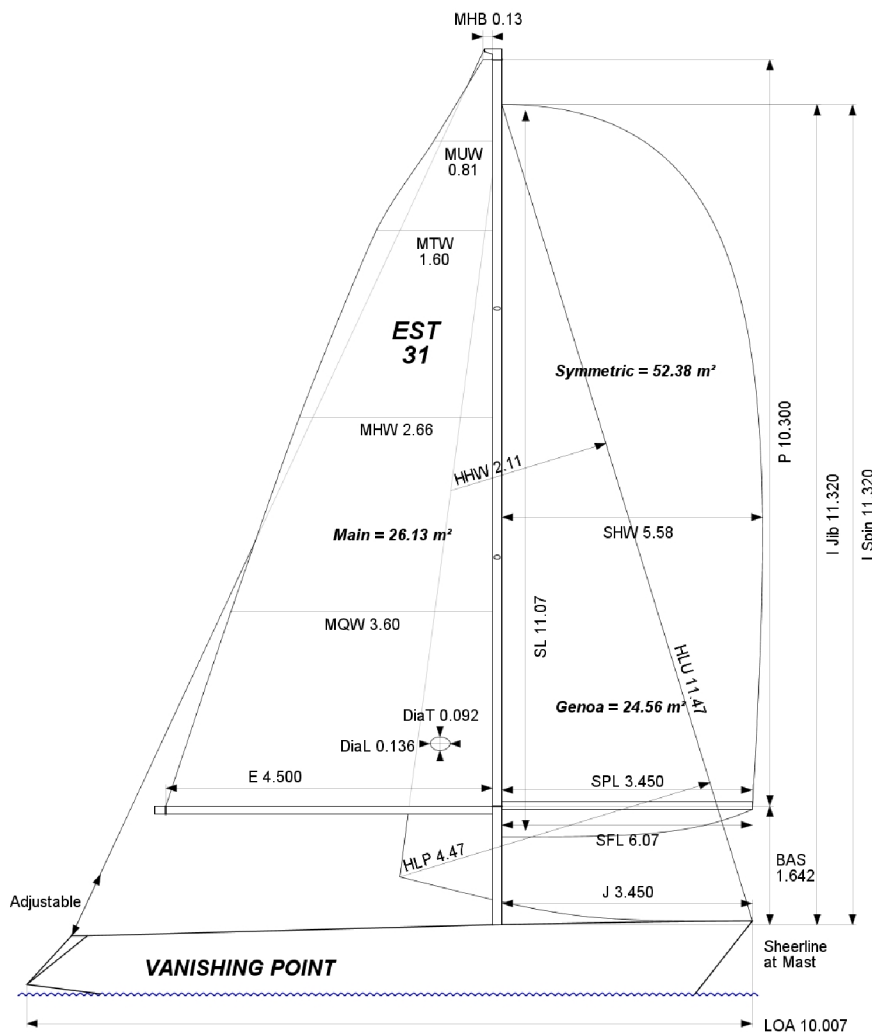 MHB 0.13
MUW
0.81
MTW
1.60
EST
31
Symmetric = 52.38 m²
P 10.300
MHW 2.66
HHW 2.11
I Jib 11.320
I Spin 11.320
Main = 26.13 m²
SHW 5.58
SL 11.07
MQW 3.60
HLU 11.47
Genoa = 24.56 m²
DiaT 0.092
DiaL 0.136
E 4.500
SPL 3.450
SFL 6.07
HLP 4.47
BAS
1.642
J 3.450
Adjustable
Sheerline
at Mast
VANISHING POINT
LOA 10.007